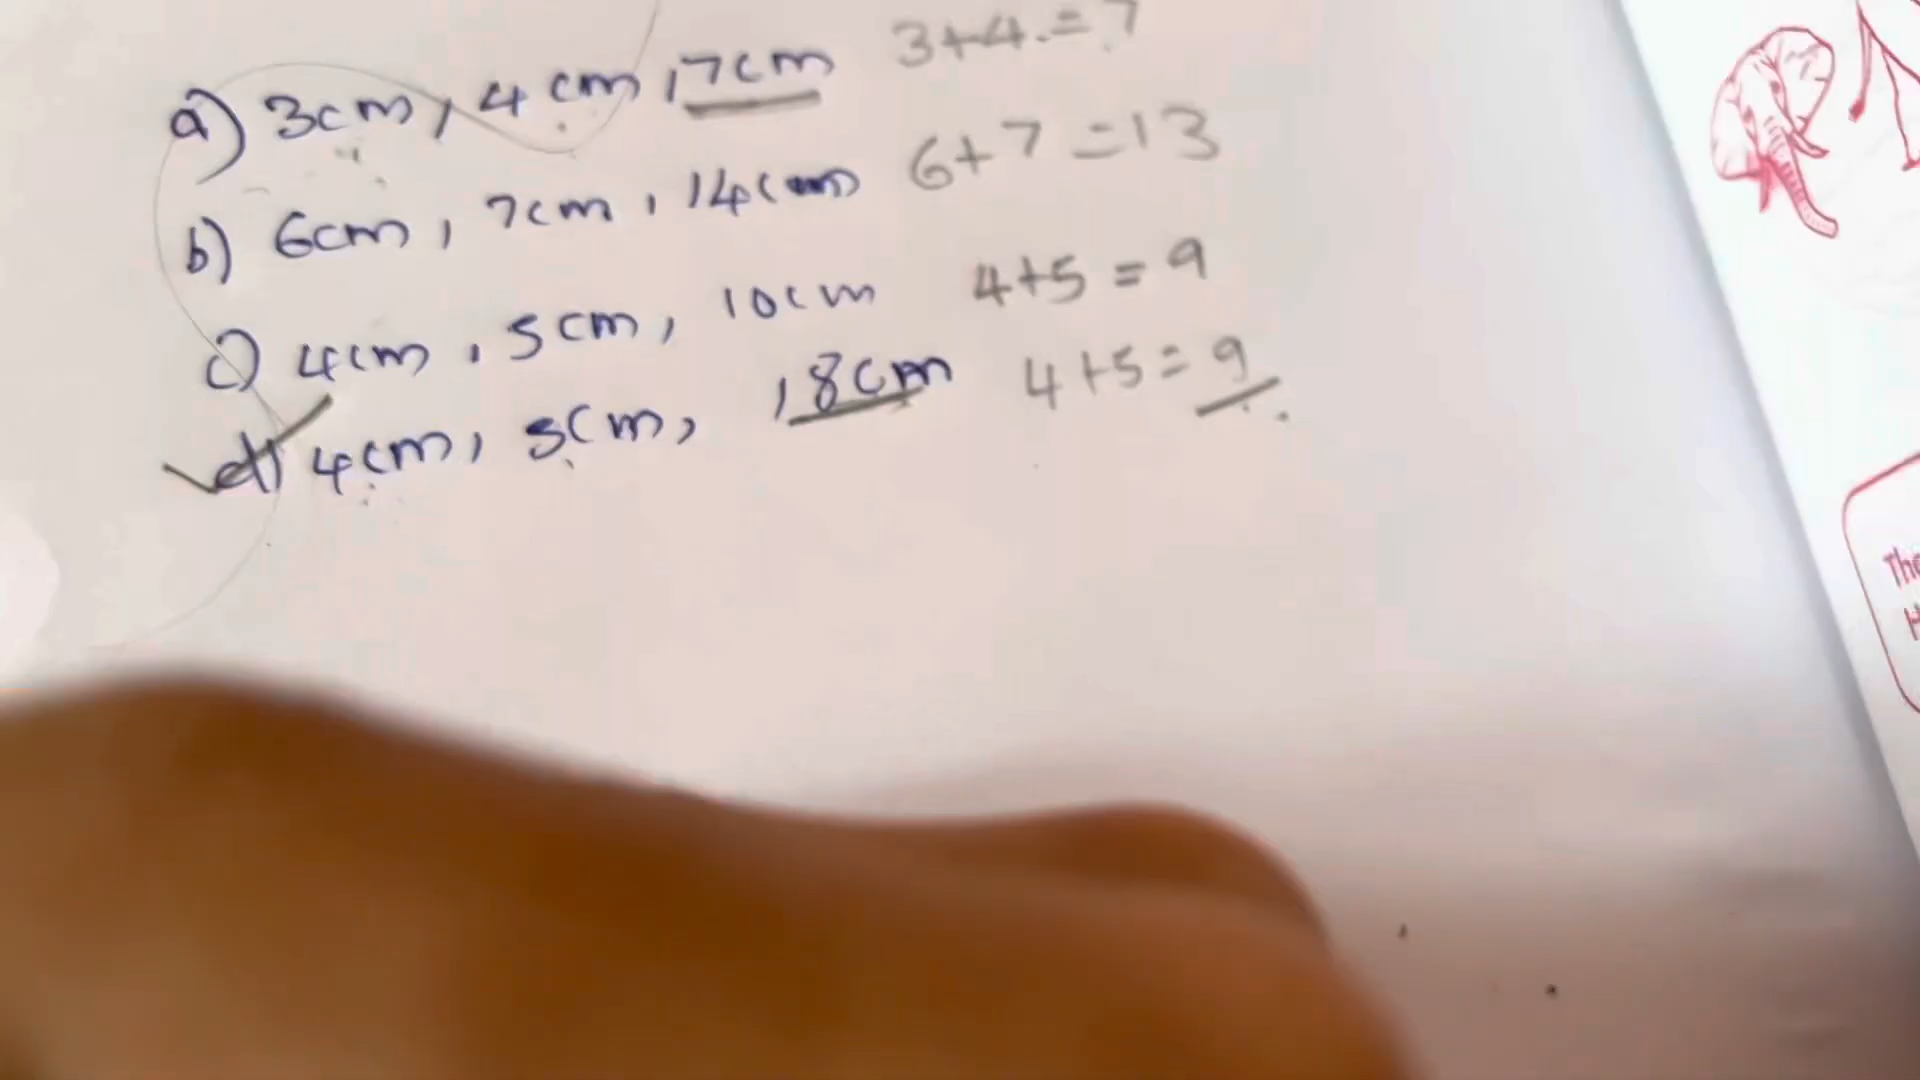 a) 3cm, 4cm, 7cm 3+4.=7
b) 6cm, 7cm, 14cm 6+7=13
c) 4cm, 5cm, 10cm 4+5=9
d) 4cm, 5cm, 8cm 4+5=9